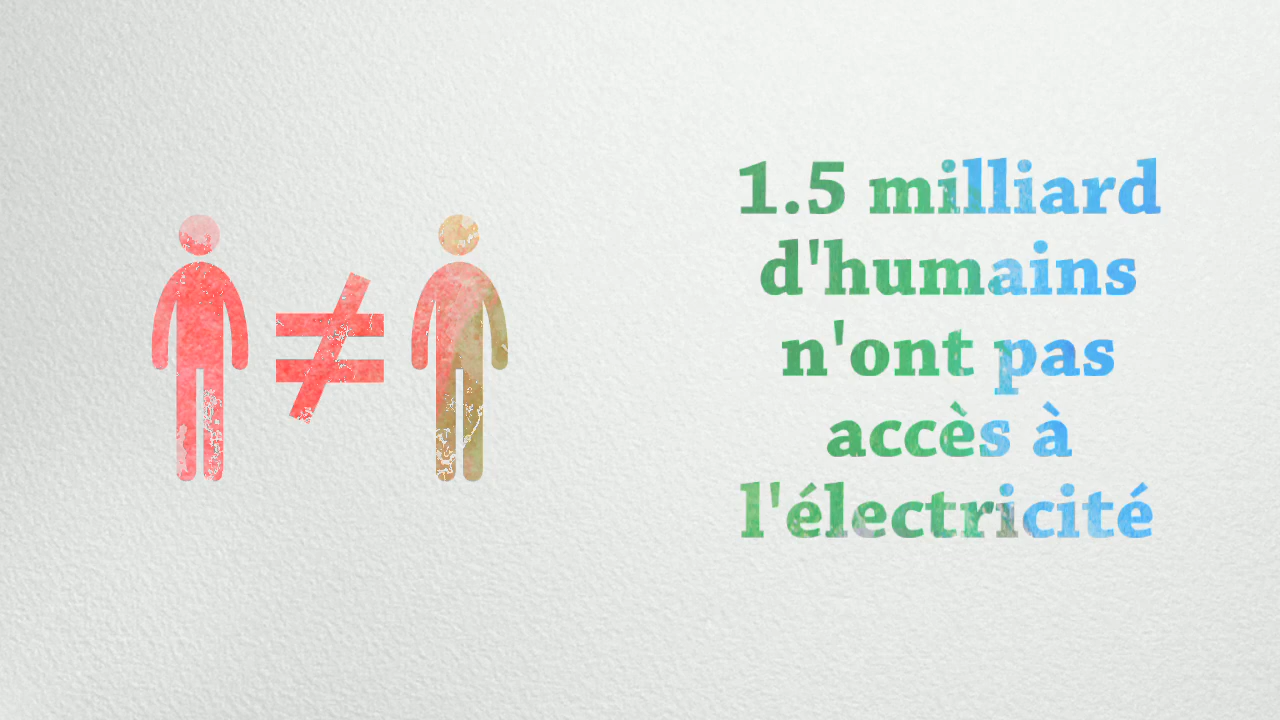 1.5 milliard
d'humains
n'ont pas
accès à
l'électricité